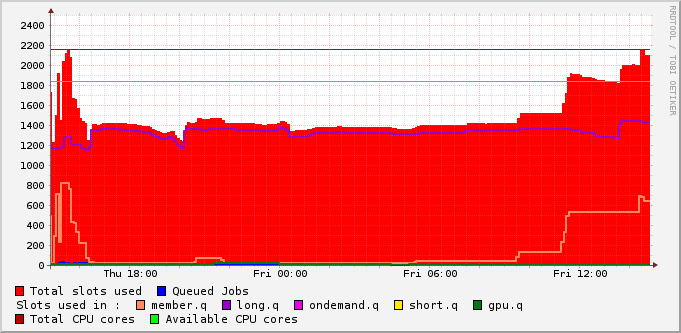 2400
2200
2000
1800
1600
1400
1200
1000
800
600
400
200
0
Thu 18:00 Fri 00:00 Fri 06:00 Fri 12:00
Total slots used Queued Jobs
Slots used in : member.q long.q ondemand.q short.q gpu.q
Total CPU cores Available CPU cores
RRDTOOL / TOBI OETIKER